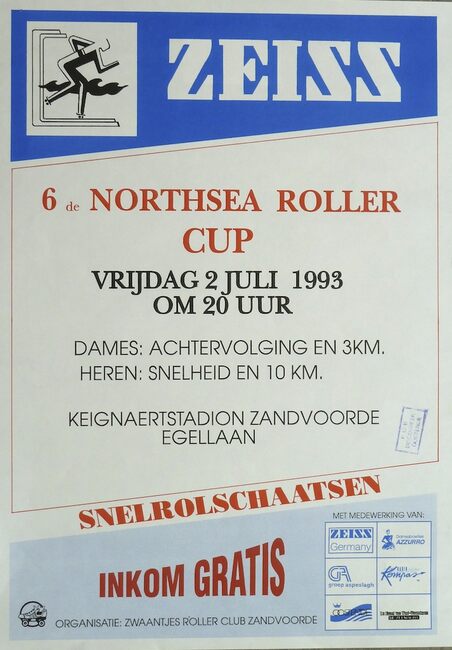 ZEISS
6 de NORTHSEA ROLLER
CUP
VRIJDAG 2 JULI 1993
OM 20 UUR
DAMES: ACHTERVOLGING EN 3KM.
HEREN: SNELHEID EN 10 KM.
KEIGNAERTSTADION ZANDVOORDE
EGELLAAN
SNELROLSCHAATSEN
MET MEDEWERKING VAN:
ZEISS
Germany
AZZURRO
groep aspeslagh
Kompas
INKOM GRATIS
ORGANISATIE: ZWAANTJES ROLLER CLUB ZANDVOORDE